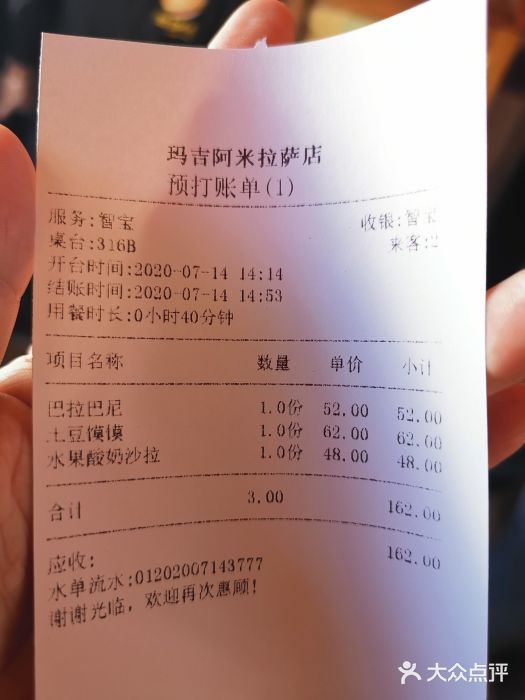 玛吉阿米拉萨店
预打账单(1)
服务:智宝 收银:智宝
桌台:316B 来客:2
开台时间:2020-07-14 14:14
结账时间:2020-07-14 14:53
用餐时长:0小时40分钟
项目名称 数量 单价 小计
巴拉巴尼 1.0份 52.00 52.00
土豆馍馍 1.0份 62.00 62.00
水果酸奶沙拉 1.0份 48.00 48.00
合计 3.00 162.00
应收: 162.00
水单流水:01202007143777
谢谢光临，欢迎再次惠顾!
大众点评